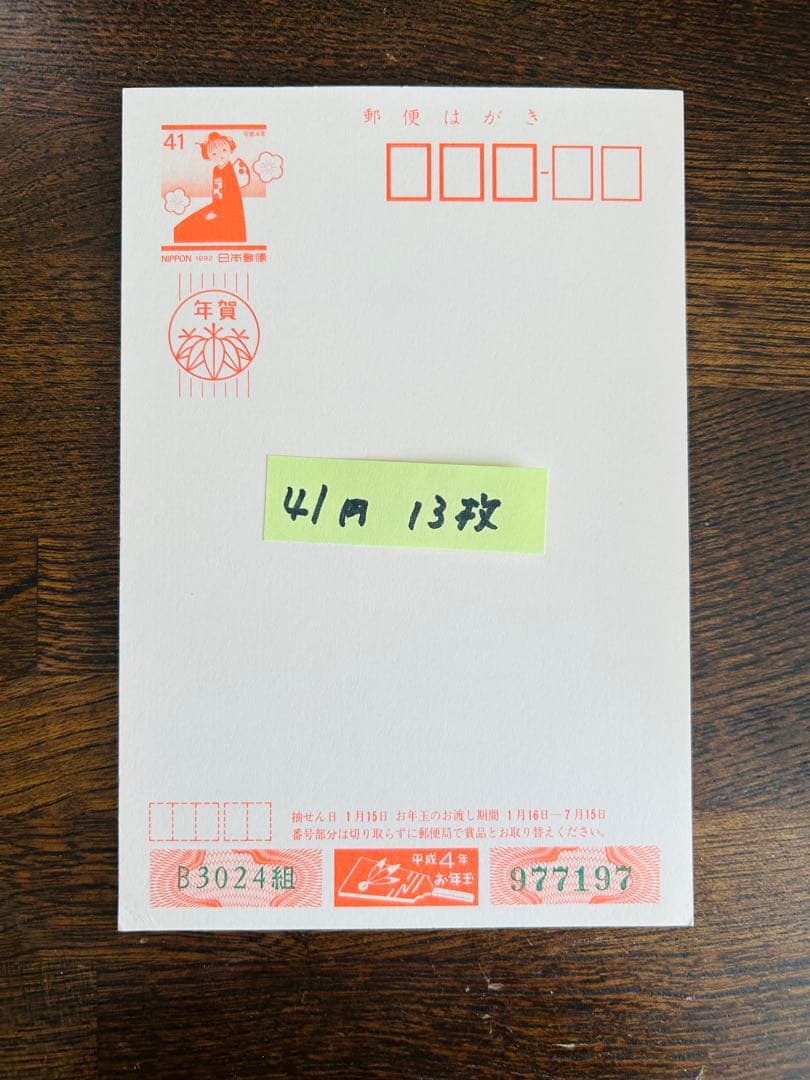 郵便はがき
41
平成4年
NIPPON 1992 日本郵便
年賀
41円 13枚
抽せん日 1月15日 お年玉のお渡し期間 1月16日―7月15日
番号部分は切り取らずに郵便局で賞品とお取り替えください。
B3024組
平成4年
お年玉
977197